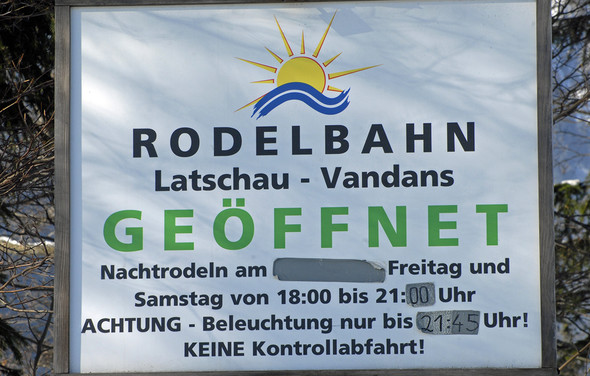 RODELBAHN
Latschau - Vandans
GEÖFFNET
Nachtrodeln am Freitag und
Samstag von 18:00 bis 21:00 Uhr
ACHTUNG - Beleuchtung nur bis 21:45 Uhr!
KEINE Kontrollabfahrt!